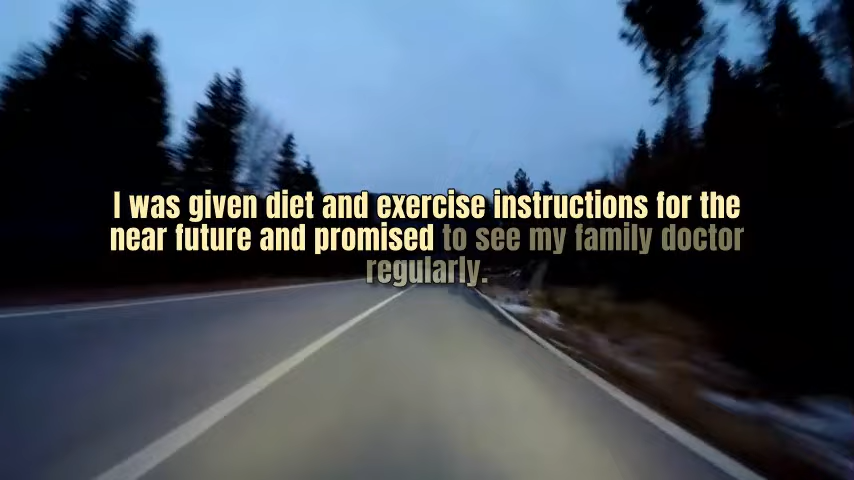 I was given diet and exercise instructions for the
near future and promised to see my family doctor
regularly.